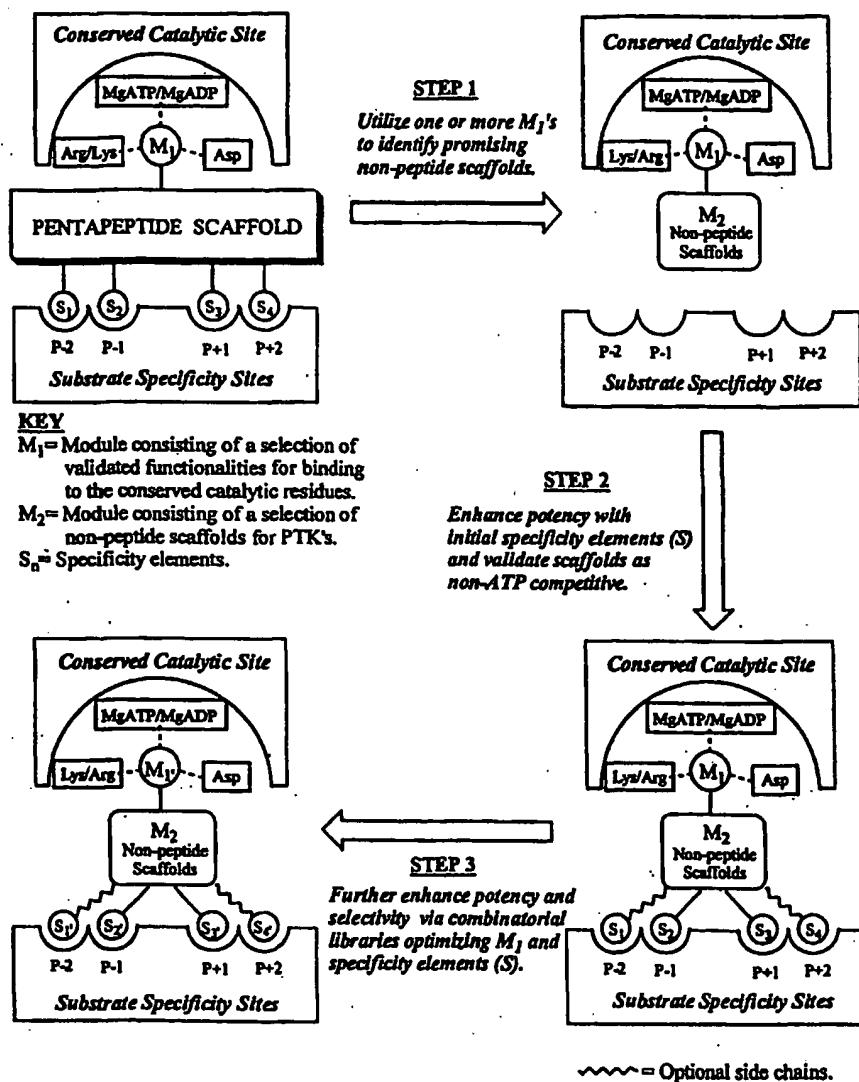 Conserved Catalytic Site
MgATP/MgADP
Arg/Lys
M1
Asp
PENTAPEPTIDE SCAFFOLD
S1
S2
S3
S4
P-2
P-1
P+1
P+2
Substrate Specificity Sites
STEP 1
Utilize one or more M1's
to identify promising
non-peptide scaffolds.
Conserved Catalytic Site
MgATP/MgADP
Lys/Arg
M1
Asp
M2
Non-peptide
Scaffolds
P-2
P-1
P+1
P+2
Substrate Specificity Sites
KEY
M1= Module consisting of a selection of
validated functionalities for binding
to the conserved catalytic residues.
M2= Module consisting of a selection of
non-peptide scaffolds for PTK's.
Sn= Specificity elements.
STEP 2
Enhance potency with
initial specificity elements (S)
and validate scaffolds as
non-ATP competitive.
Conserved Catalytic Site
MgATP/MgADP
Lys/Arg
M1'
Asp
M2
Non-peptide
Scaffolds
S1'
S2'
S3'
S4'
P-2
P-1
P+1
P+2
Substrate Specificity Sites
STEP 3
Further enhance potency and
selectivity via combinatorial
libraries optimizing M1 and
specificity elements (S).
Conserved Catalytic Site
MgATP/MgADP
Lys/Arg
M1
Asp
M2
Non-peptide
Scaffolds
S1
S2
S3
S4
P-2
P-1
P+1
P+2
Substrate Specificity Sites
= Optional side chains.